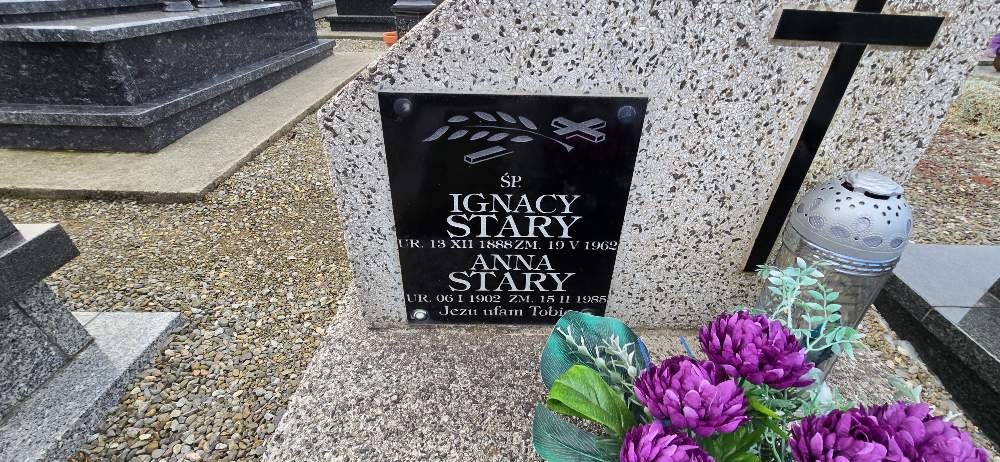 ŚP.
IGNACY
STARY
UR. 13 XII 1888 ZM. 19 V 1962
ANNA
STARY
UR. 06 I 1902 ZM. 15 II 1985
Jezu ufam Tobie